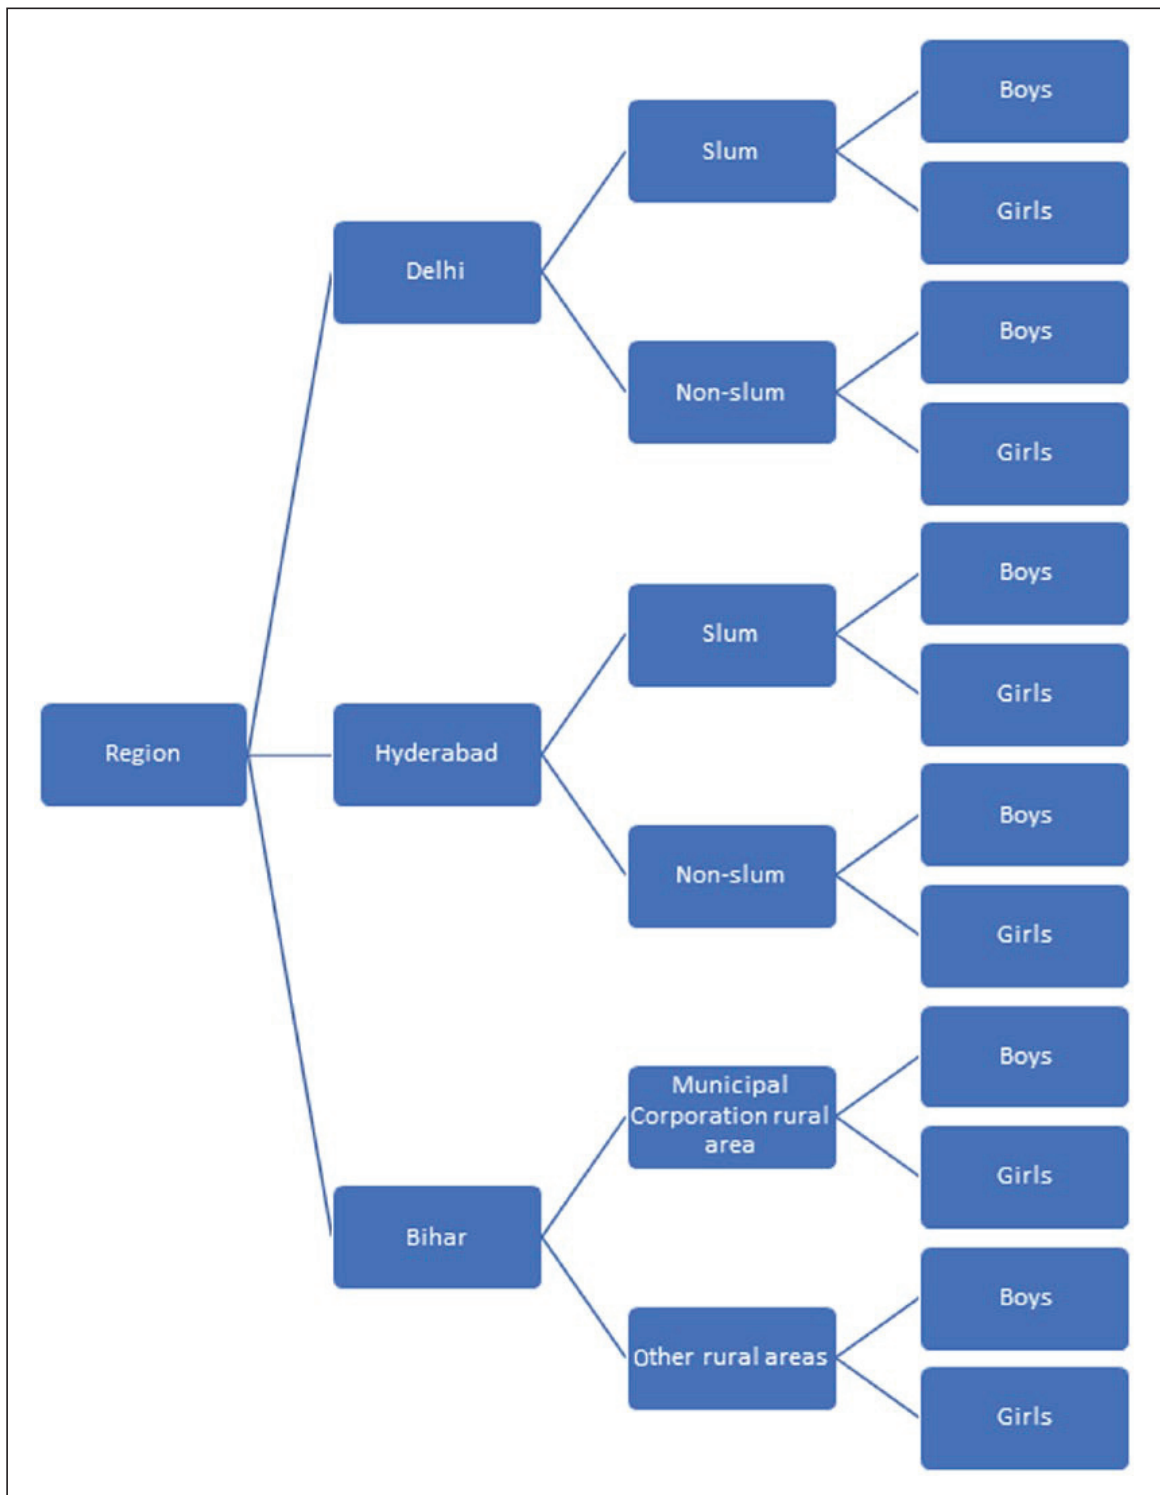 Region
Delhi
Slum
Boys
Girls
Non-slum
Boys
Girls
Hyderabad
Slum
Boys
Girls
Non-slum
Boys
Girls
Bihar
Municipal
Corporation rural
area
Boys
Girls
Other rural areas
Boys
Girls